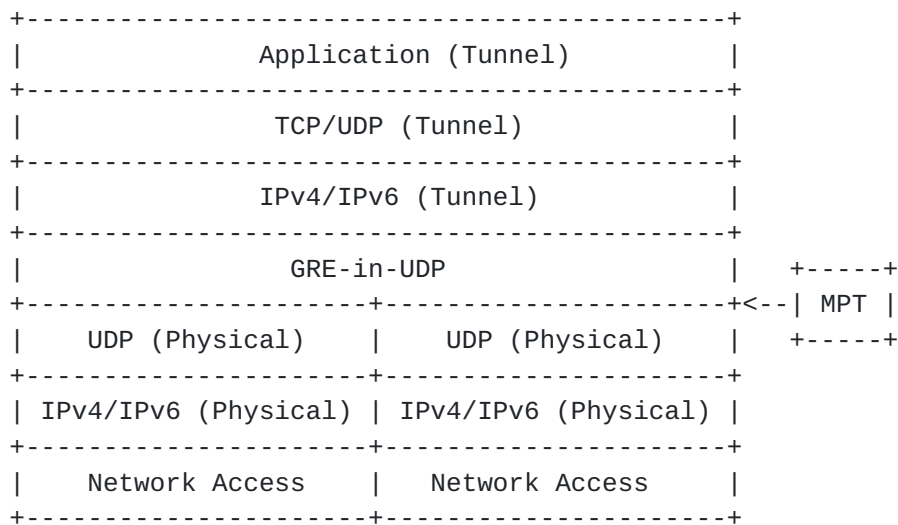 +---------------------------------------------+
|               Application (Tunnel)          |
+---------------------------------------------+
|                TCP/UDP (Tunnel)             |
+---------------------------------------------+
|               IPv4/IPv6 (Tunnel)            |
+---------------------------------------------+
|                 GRE-in-UDP                  |   +-----+
+----------------------+----------------------+<--| MPT |
|    UDP (Physical)    |    UDP (Physical)    |   +-----+
+----------------------+----------------------+
| IPv4/IPv6 (Physical) | IPv4/IPv6 (Physical) |
+----------------------+----------------------+
|    Network Access    |   Network Access     |
+----------------------+----------------------+